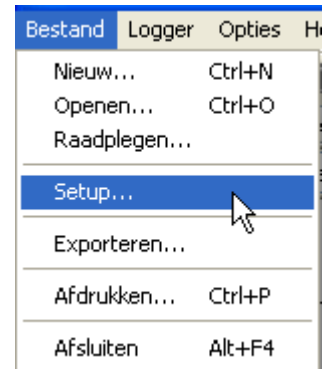 Bestand Logger Opties
Nieuw... Ctrl+N
Openen... Ctrl+O
Raadplegen...
Setup...
Exporteren...
Afdrukken... Ctrl+P
Afsluiten Alt+F4